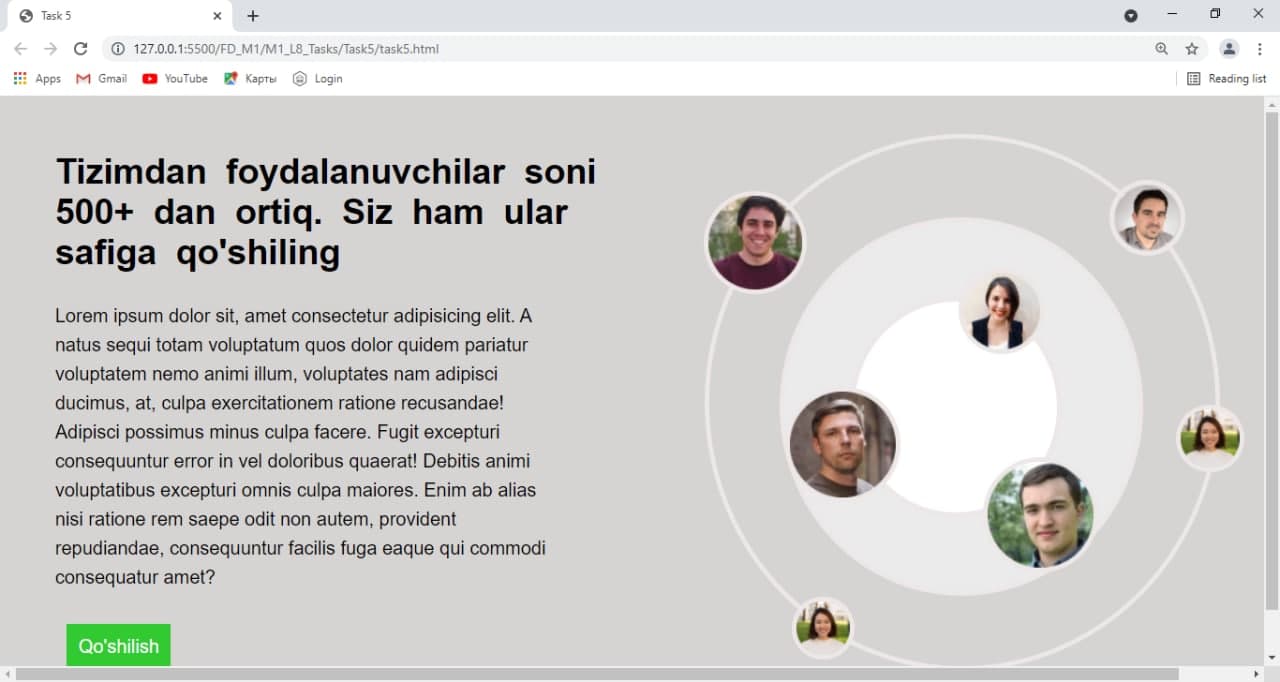 Task 5
127.0.0.1:5500/FD_M1/M1_L8_Tasks/Task5/task5.html
Apps Gmail YouTube Карты Login Reading list
Tizimdan foydalanuvchilar soni
500+ dan ortiq. Siz ham ular
safiga qo'shiling
Lorem ipsum dolor sit, amet consectetur adipisicing elit. A
natus sequi totam voluptatum quos dolor quidem pariatur
voluptatem nemo animi illum, voluptates nam adipisci
ducimus, at, culpa exercitationem ratione recusandae!
Adipisci possimus minus culpa facere. Fugit excepturi
consequuntur error in vel doloribus quaerat! Debitis animi
voluptatibus excepturi omnis culpa maiores. Enim ab alias
nisi ratione rem saepe odit non autem, provident
repudiandae, consequuntur facilis fuga eaque qui commodi
consequatur amet?
Qo'shilish